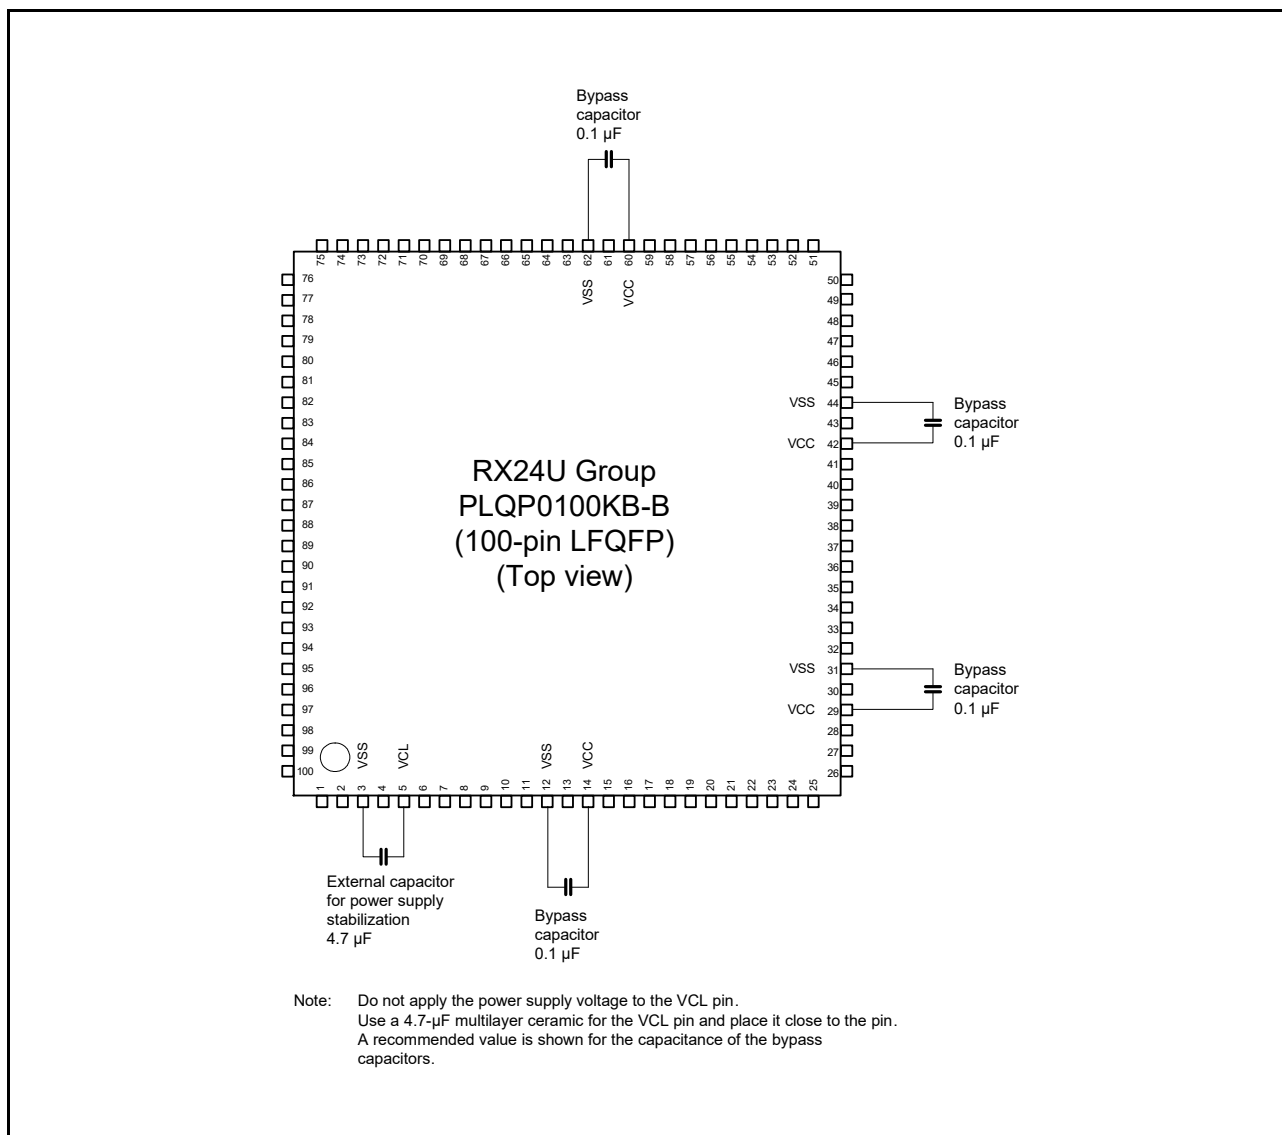 Bypass
capacitor
0.1 µF
75 74 73 72 71 70 69 68 67 66 65 64 63 62 61 60 59 58 57 56 55 54 53 52 51
VSS VCC
76
77
78
79
80
81
82
83
84
85
86
87
88
89
90
91
92
93
94
95
96
97
98
99
100
50
49
48
47
46
45
VSS 44
43
VCC 42
41
40
39
38
37
36
35
34
33
32
VSS 31
30
VCC 29
28
27
26
Bypass
capacitor
0.1 µF
RX24U Group
PLQP0100KB-B
(100-pin LFQFP)
(Top view)
Bypass
capacitor
0.1 µF
VSS VCL VSS VCC
1 2 3 4 5 6 7 8 9 10 11 12 13 14 15 16 17 18 19 20 21 22 23 24 25
External capacitor
for power supply
stabilization
4.7 µF
Bypass
capacitor
0.1 µF
Note: Do not apply the power supply voltage to the VCL pin.
Use a 4.7-µF multilayer ceramic for the VCL pin and place it close to the pin.
A recommended value is shown for the capacitance of the bypass
capacitors.